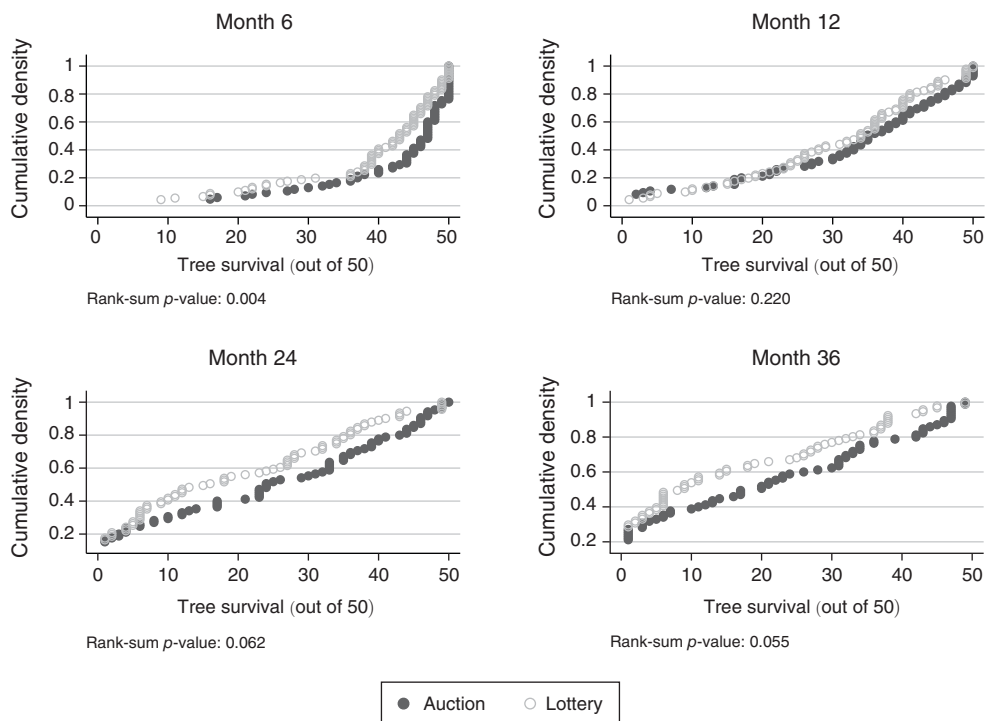 Month 6
Cumulative density
1
0.8
0.6
0.4
0.2
0
0 10 20 30 40 50
Tree survival (out of 50)
Rank-sum p-value: 0.004
Month 12
Cumulative density
1
0.8
0.6
0.4
0.2
0
0 10 20 30 40 50
Tree survival (out of 50)
Rank-sum p-value: 0.220
Month 24
Cumulative density
1
0.8
0.6
0.4
0.2
0 10 20 30 40 50
Tree survival (out of 50)
Rank-sum p-value: 0.062
Month 36
Cumulative density
1
0.8
0.6
0.4
0.2
0 10 20 30 40 50
Tree survival (out of 50)
Rank-sum p-value: 0.055
Auction Lottery